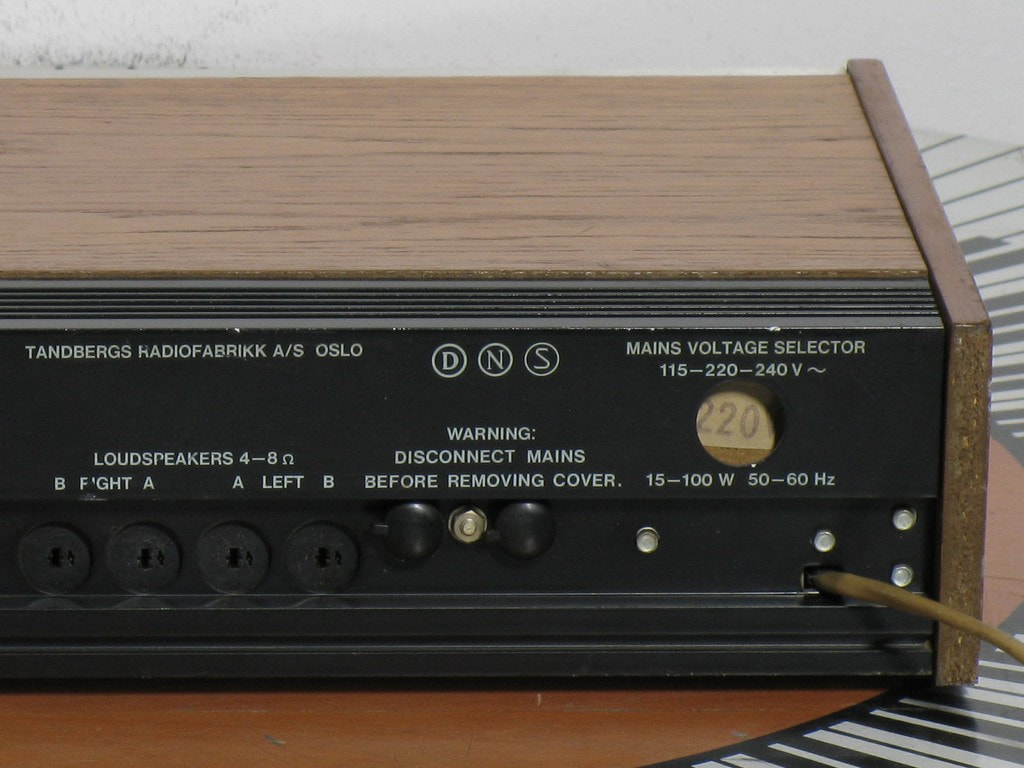 TANDBERGS RADIOFABRIKK A/S OSLO
D N S
MAINS VOLTAGE SELECTOR
115-220-240 V ~
220
WARNING:
DISCONNECT MAINS
BEFORE REMOVING COVER.
15-100 W 50-60 Hz
LOUDSPEAKERS 4-8 Ω
B R'GHT A A LEFT B